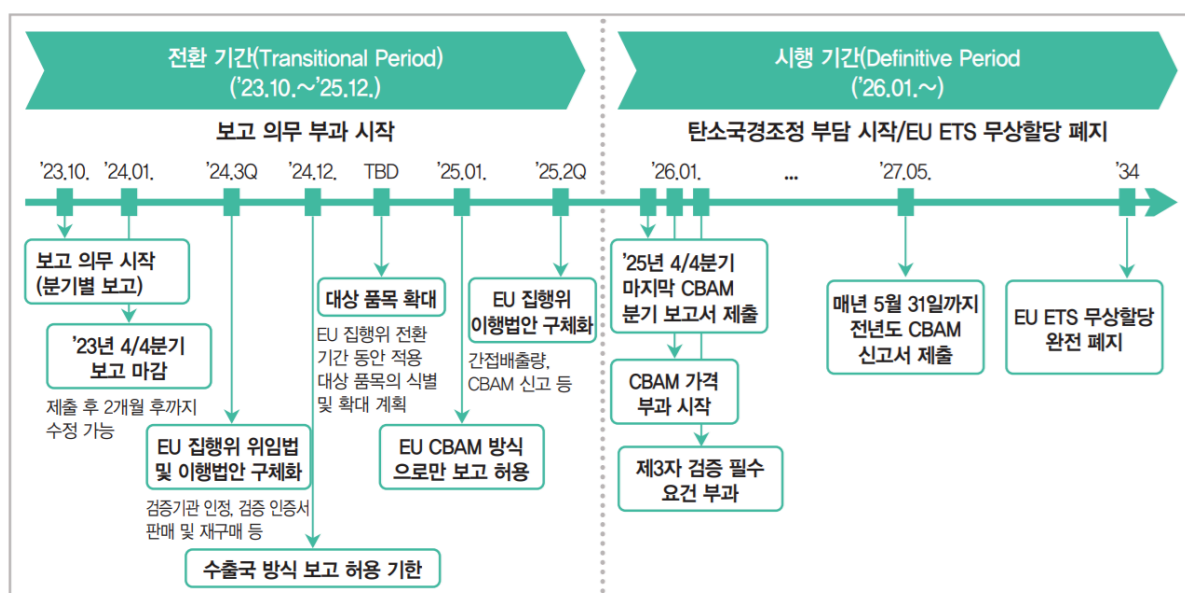 전환 기간(Transitional Period)
('23.10.~'25.12.)
시행 기간(Definitive Period
('26.01.~)
보고 의무 부과 시작
탄소국경조정 부담 시작/EU ETS 무상할당 폐지
'23.10. '24.01. '24.3Q '24.12. TBD '25.01. '25.2Q '26.01. ... '27.05. '34
보고 의무 시작
(분기별 보고)
'23년 4/4분기
보고 마감
제출 후 2개월 후까지
수정 가능
EU 집행위 위임법
및 이행법안 구체화
검증기관 인정, 검증 인증서
판매 및 재구매 등
수출국 방식 보고 허용 기한
대상 품목 확대
EU 집행위 전환
기간 동안 적용
대상 품목의 식별
및 확대 계획
EU CBAM 방식
으로만 보고 허용
EU 집행위
이행법안 구체화
간접배출량,
CBAM 신고 등
'25년 4/4분기
마지막 CBAM
분기 보고서 제출
CBAM 가격
부과 시작
제3자 검증 필수
요건 부과
매년 5월 31일까지
전년도 CBAM
신고서 제출
EU ETS 무상할당
완전 폐지